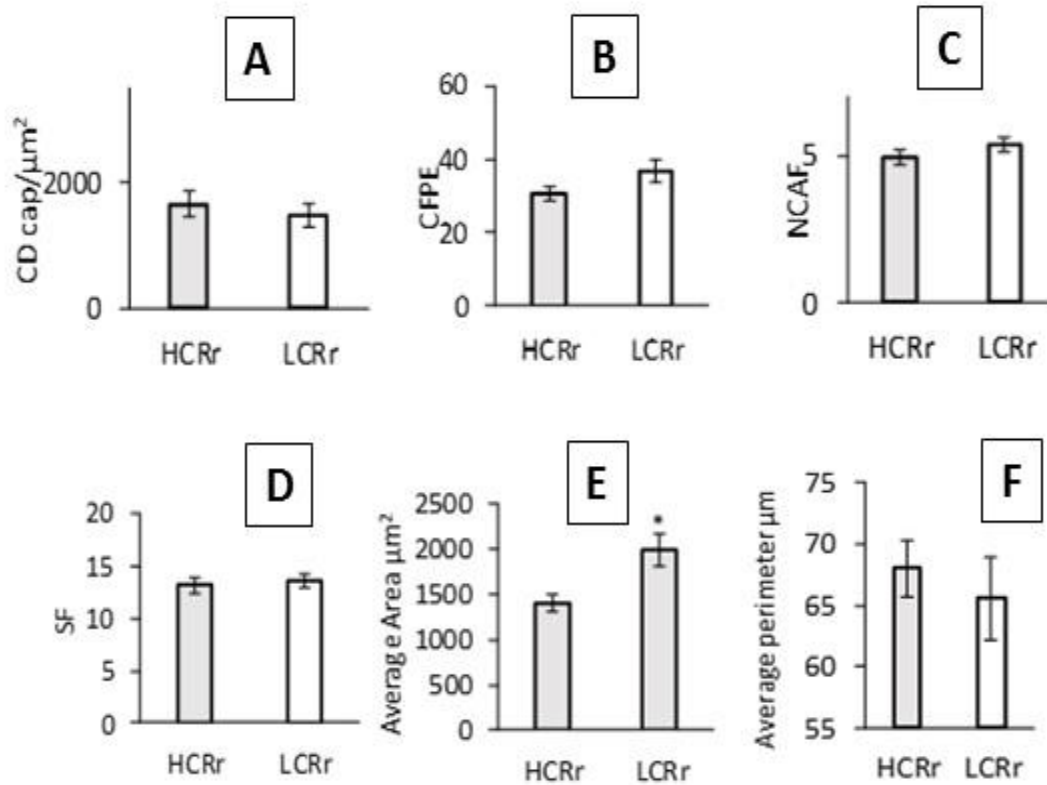 A
CD cap/µm²
2000
0
HCRr LCRr
B
CFPE
60
40
20
0
HCRr LCRr
C
NCAF
5
0
HCRr LCRr
D
SF
20
15
10
5
0
HCRr LCRr
E
Average Area µm²
2500
2000
1500
1000
500
0
*
HCRr LCRr
F
Average perimeter µm
75
70
65
60
55
HCRr LCRr